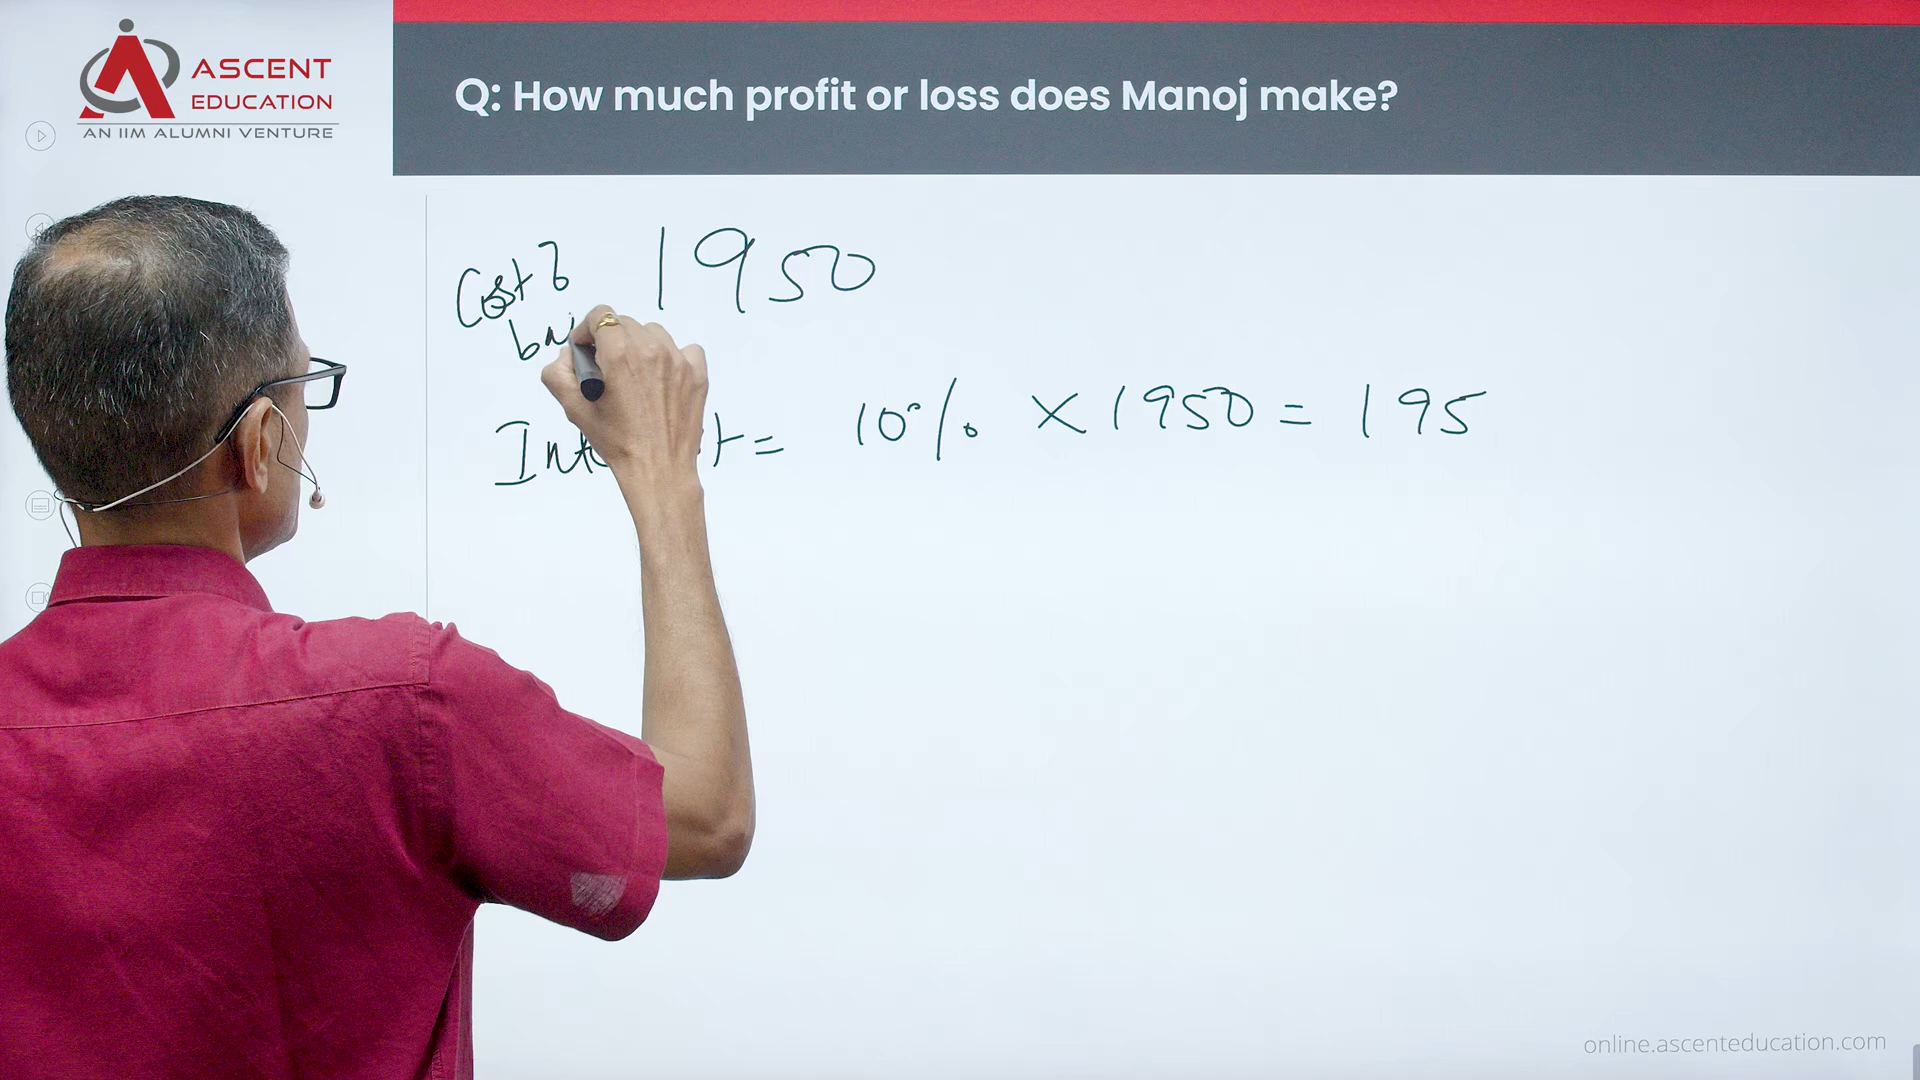 ASCENT
EDUCATION
AN IIM ALUMNI VENTURE
Q: How much profit or loss does Manoj make?
Cost 1950
10% × 1950 = 195
online.ascenteducation.com